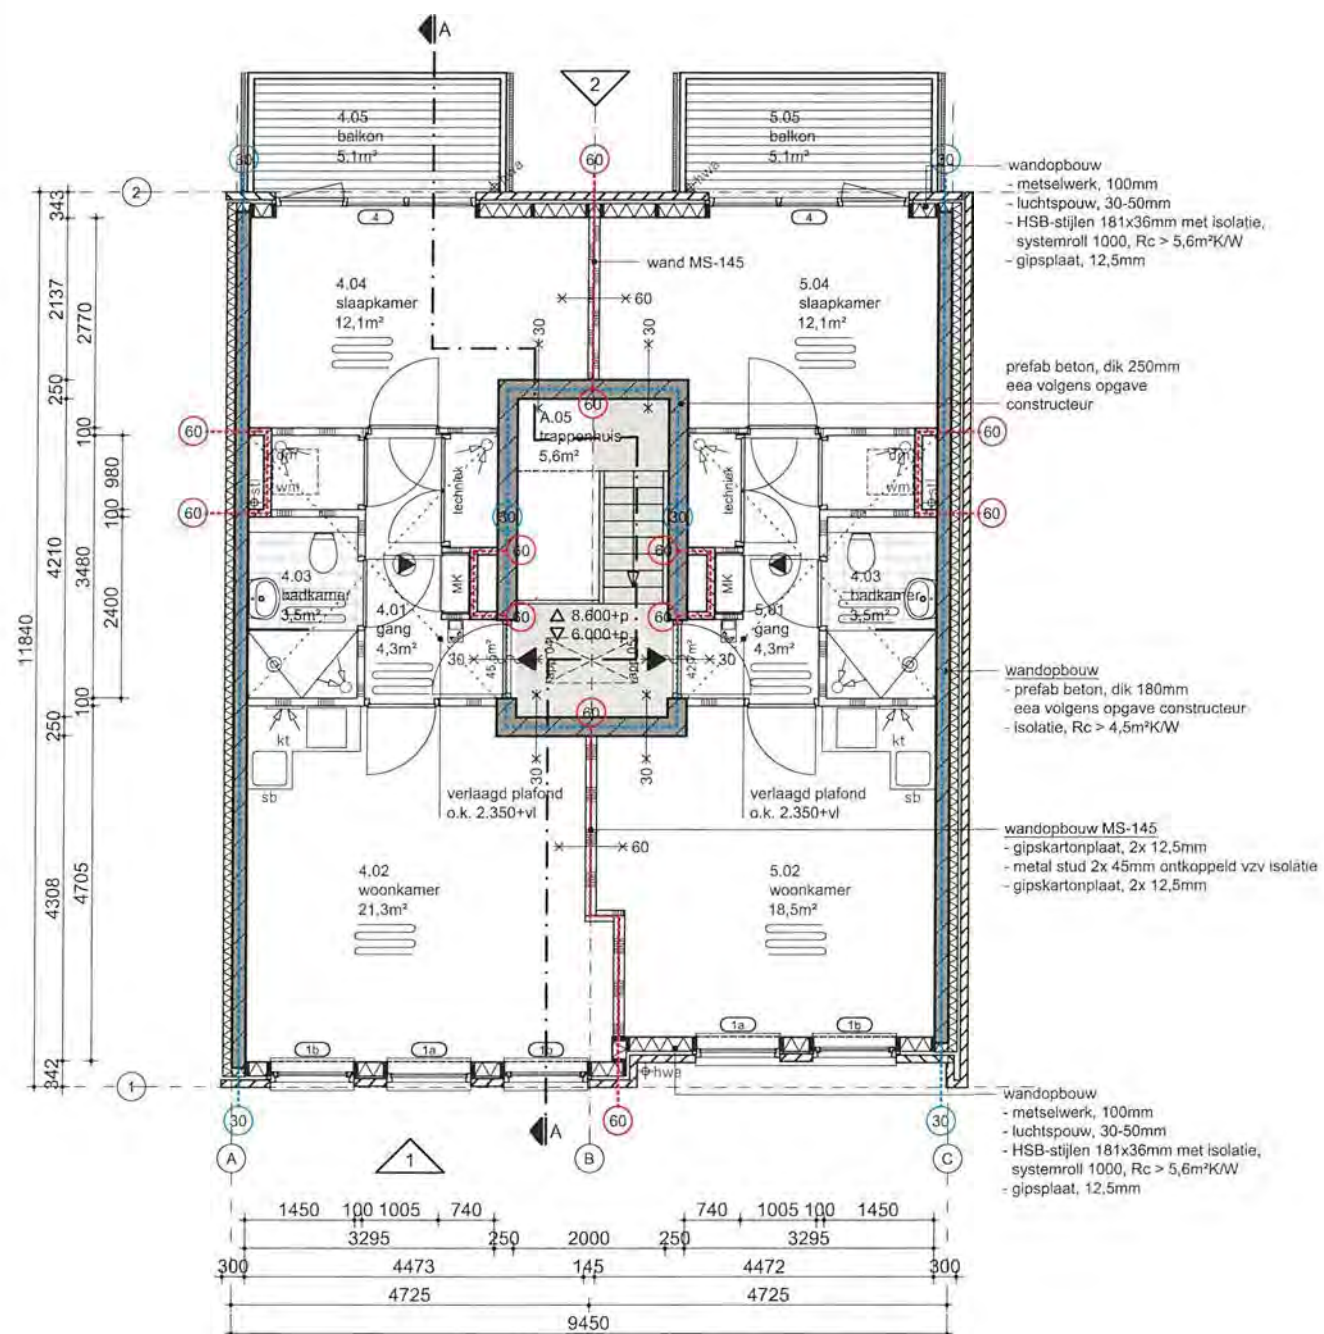 A
2
4.05
balkon
5,1m²
5.05
balkon
5,1m²
30
60
30
hwa
hwa
wandopbouw
- metselwerk, 100mm
- luchtspouw, 30-50mm
- HSB-stijlen 181x36mm met isolatie,
systemroll 1000, Rc > 5,6m²K/W
- gipsplaat, 12,5mm
2
4
4
wand MS-145
4.04
slaapkamer
12,1m²
5.04
slaapkamer
12,1m²
60
30
30
prefab beton, dik 250mm
eea volgens opgave
constructeur
60
A.05
trappenhuis
5,6m²
60
60
wm
techniek
techniek
wm
60
60
30
30
60
60
MK
MK
4.03
badkamer
3,5m²
4.01
gang
4,3m²
60
60
8.600+p
6.000+p
5.01
gang
4,3m²
4.03
badkamer
3,5m²
30
30
60
wandopbouw
- prefab beton, dik 180mm
eea volgens opgave constructeur
- isolatie, Rc > 4,5m²K/W
kt
sb
30
30
kt
sb
verlaagd plafond
o.k. 2.350+vl
verlaagd plafond
o.k. 2.350+vl
60
wandopbouw MS-145
- gipskartonplaat, 2x 12,5mm
- metal stud 2x 45mm ontkoppeld vzv isolatie
- gipskartonplaat, 2x 12,5mm
4.02
woonkamer
21,3m²
5.02
woonkamer
18,5m²
1b
1a
1b
1a
1b
hwa
1
30
60
30
A
wandopbouw
- metselwerk, 100mm
- luchtspouw, 30-50mm
- HSB-stijlen 181x36mm met isolatie,
systemroll 1000, Rc > 5,6m²K/W
- gipsplaat, 12,5mm
A
1
B
C
11840
343
2137
250
4210
250
4308
342
2770
100
3480
100
4705
980
100
2400
1450 100 1005 740
740 1005 100 1450
3295 250 2000 250 3295
300 4473 145 4472 300
4725 4725
9450